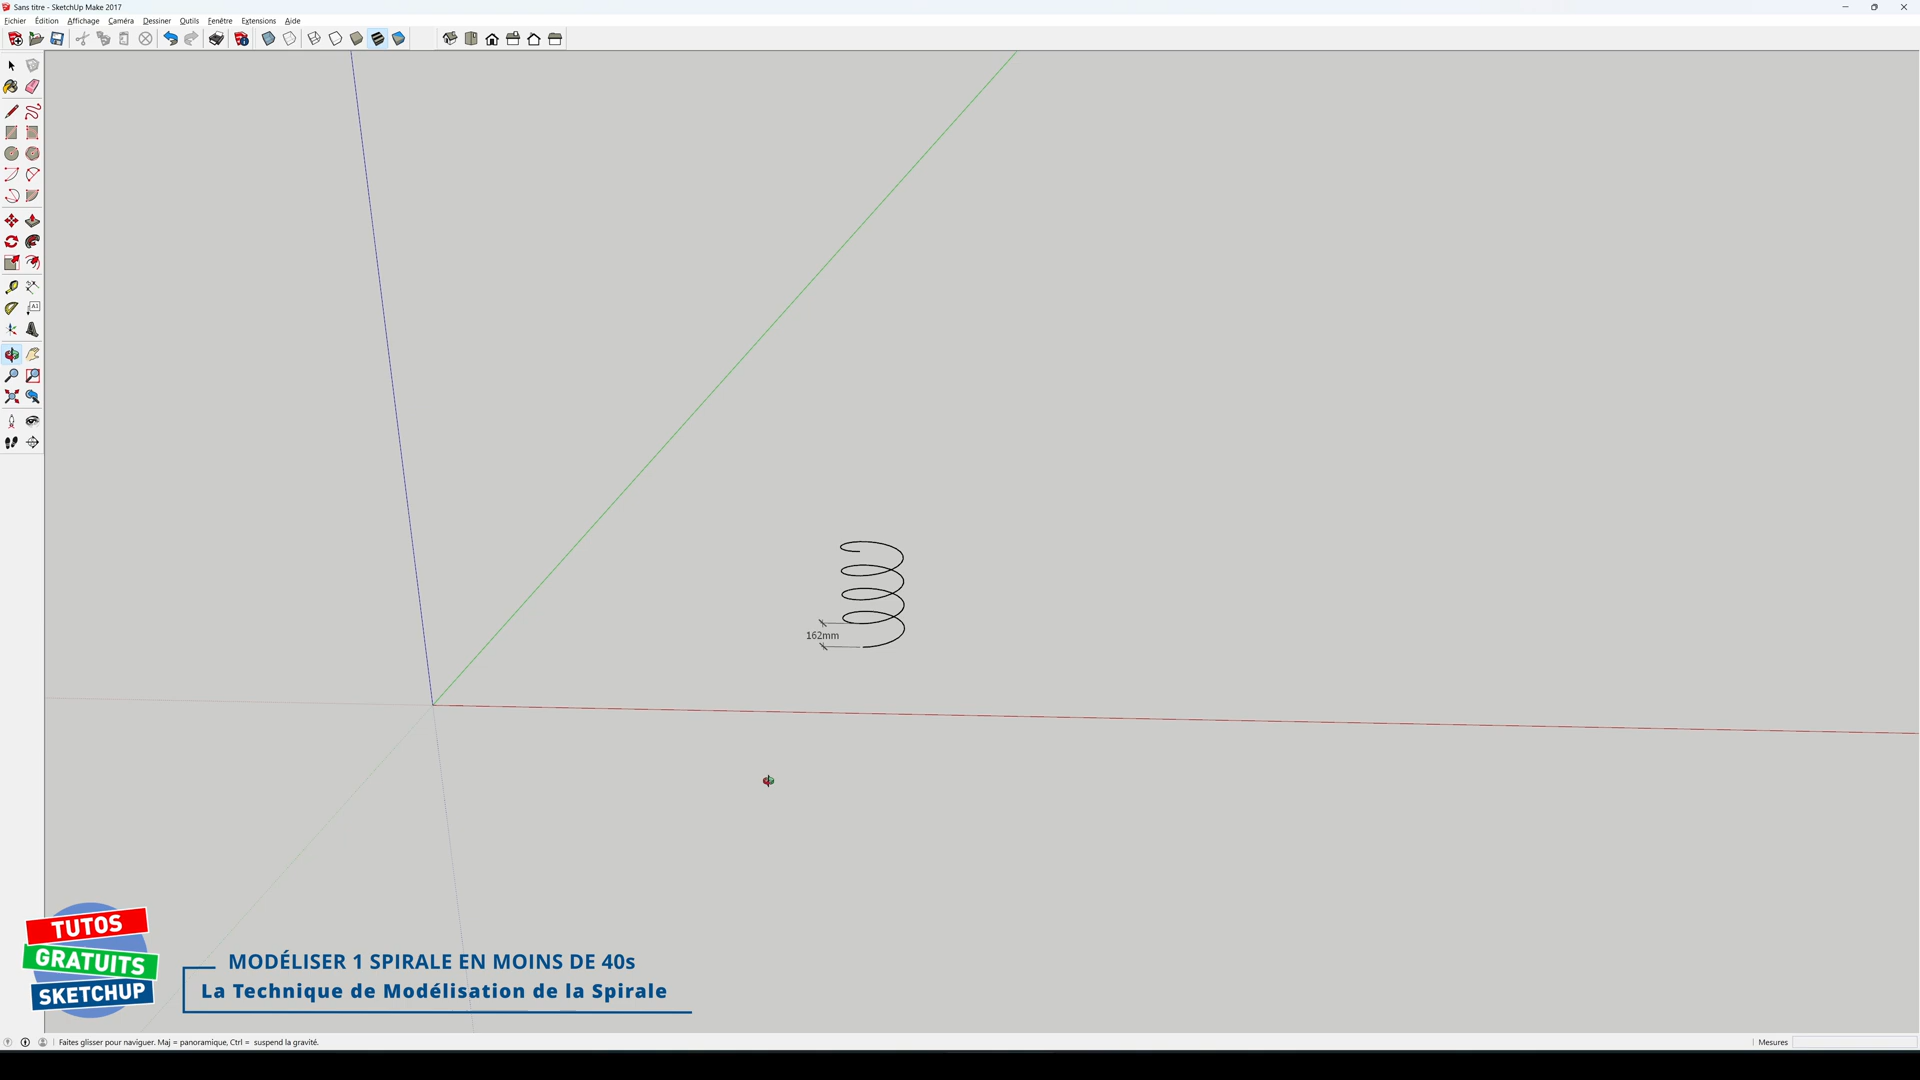 Sans titre - SketchUp Make 2017
Fichier Édition Affichage Caméra Dessiner Outils Fenêtre Extensions Aide
A1
162mm
TUTOS
GRATUITS
SKETCHUP
MODÉLISER 1 SPIRALE EN MOINS DE 40s
La Technique de Modélisation de la Spirale
Faites glisser pour naviguer. Maj = panoramique, Ctrl = suspend la gravité.
Mesures